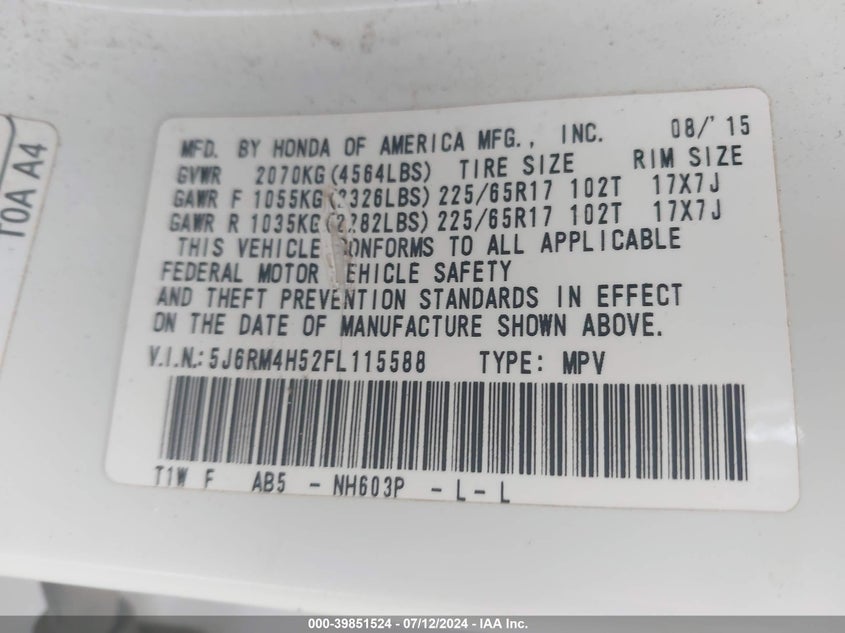 MFD. BY HONDA OF AMERICA MFG., INC. 08/'15
GVWR 2070KG(4564LBS) TIRE SIZE RIM SIZE
GAWR F 1055KG( 326LBS) 225/65R17 102T 17X7J
GAWR R 1035KG( 282LBS) 225/65R17 102T 17X7J
THIS VEHICLE CONFORMS TO ALL APPLICABLE
FEDERAL MOTOR VEHICLE SAFETY
AND THEFT PREVENTION STANDARDS IN EFFECT
ON THE DATE OF MANUFACTURE SHOWN ABOVE.
V.I.N.: 5J6RM4H52FL115588 TYPE: MPV
T1W F AB5 - NH603P - L - L
TOA A4
000-39851524 - 07/12/2024 - IAA Inc.